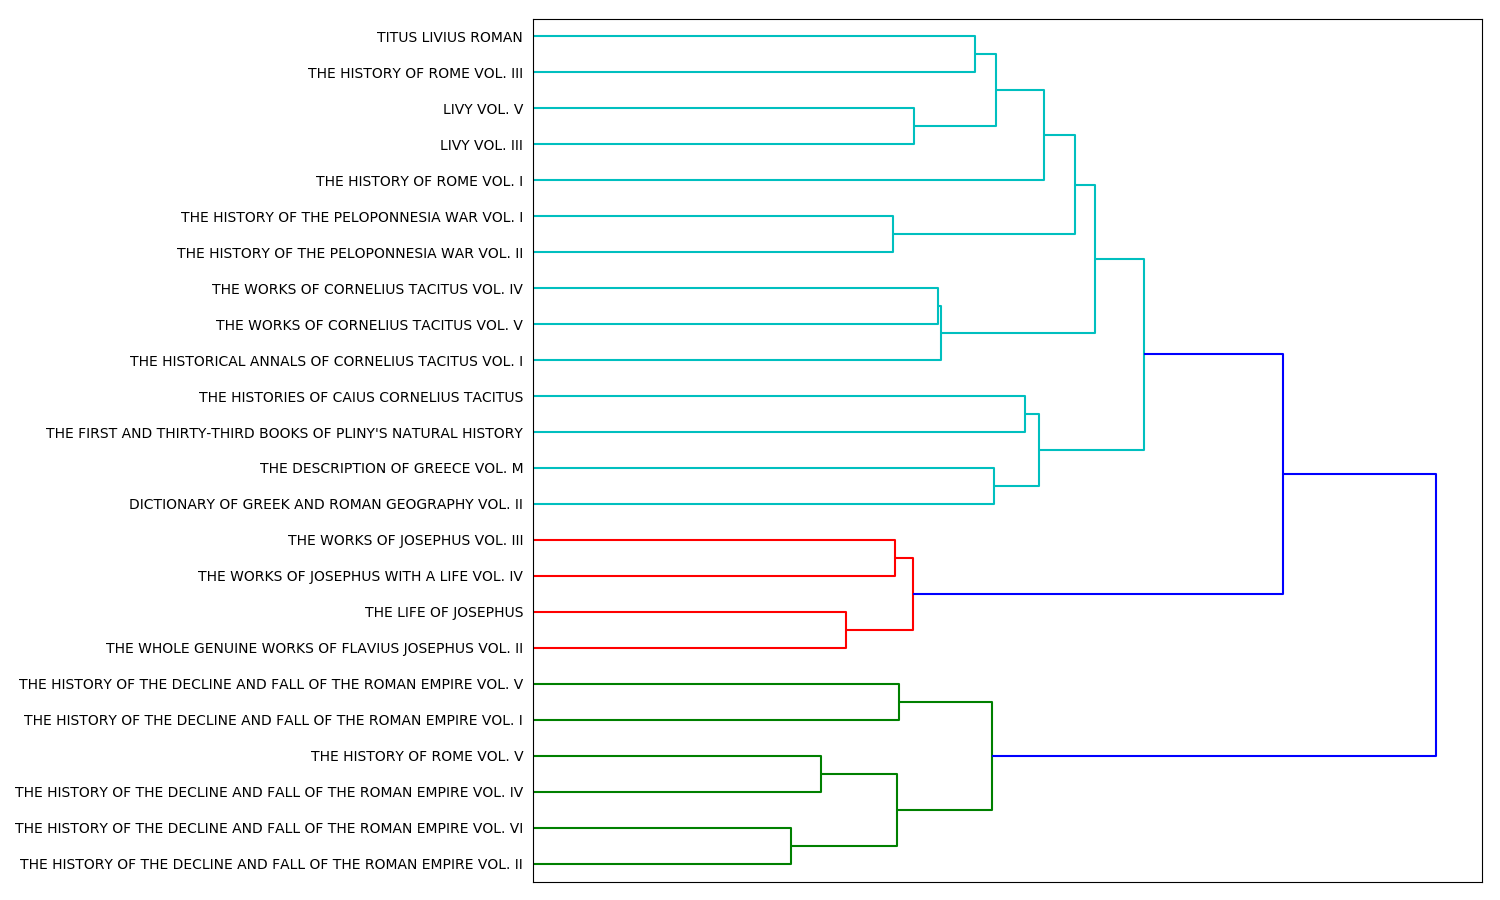 TITUS LIVIUS ROMAN
THE HISTORY OF ROME VOL. III
LIVY VOL. V
LIVY VOL. III
THE HISTORY OF ROME VOL. I
THE HISTORY OF THE PELOPONNESIA WAR VOL. I
THE HISTORY OF THE PELOPONNESIA WAR VOL. II
THE WORKS OF CORNELIUS TACITUS VOL. IV
THE WORKS OF CORNELIUS TACITUS VOL. V
THE HISTORICAL ANNALS OF CORNELIUS TACITUS VOL. I
THE HISTORIES OF CAIUS CORNELIUS TACITUS
THE FIRST AND THIRTY-THIRD BOOKS OF PLINY'S NATURAL HISTORY
THE DESCRIPTION OF GREECE VOL. M
DICTIONARY OF GREEK AND ROMAN GEOGRAPHY VOL. II
THE WORKS OF JOSEPHUS VOL. III
THE WORKS OF JOSEPHUS WITH A LIFE VOL. IV
THE LIFE OF JOSEPHUS
THE WHOLE GENUINE WORKS OF FLAVIUS JOSEPHUS VOL. II
THE HISTORY OF THE DECLINE AND FALL OF THE ROMAN EMPIRE VOL. V
THE HISTORY OF THE DECLINE AND FALL OF THE ROMAN EMPIRE VOL. I
THE HISTORY OF ROME VOL. V
THE HISTORY OF THE DECLINE AND FALL OF THE ROMAN EMPIRE VOL. IV
THE HISTORY OF THE DECLINE AND FALL OF THE ROMAN EMPIRE VOL. VI
THE HISTORY OF THE DECLINE AND FALL OF THE ROMAN EMPIRE VOL. II